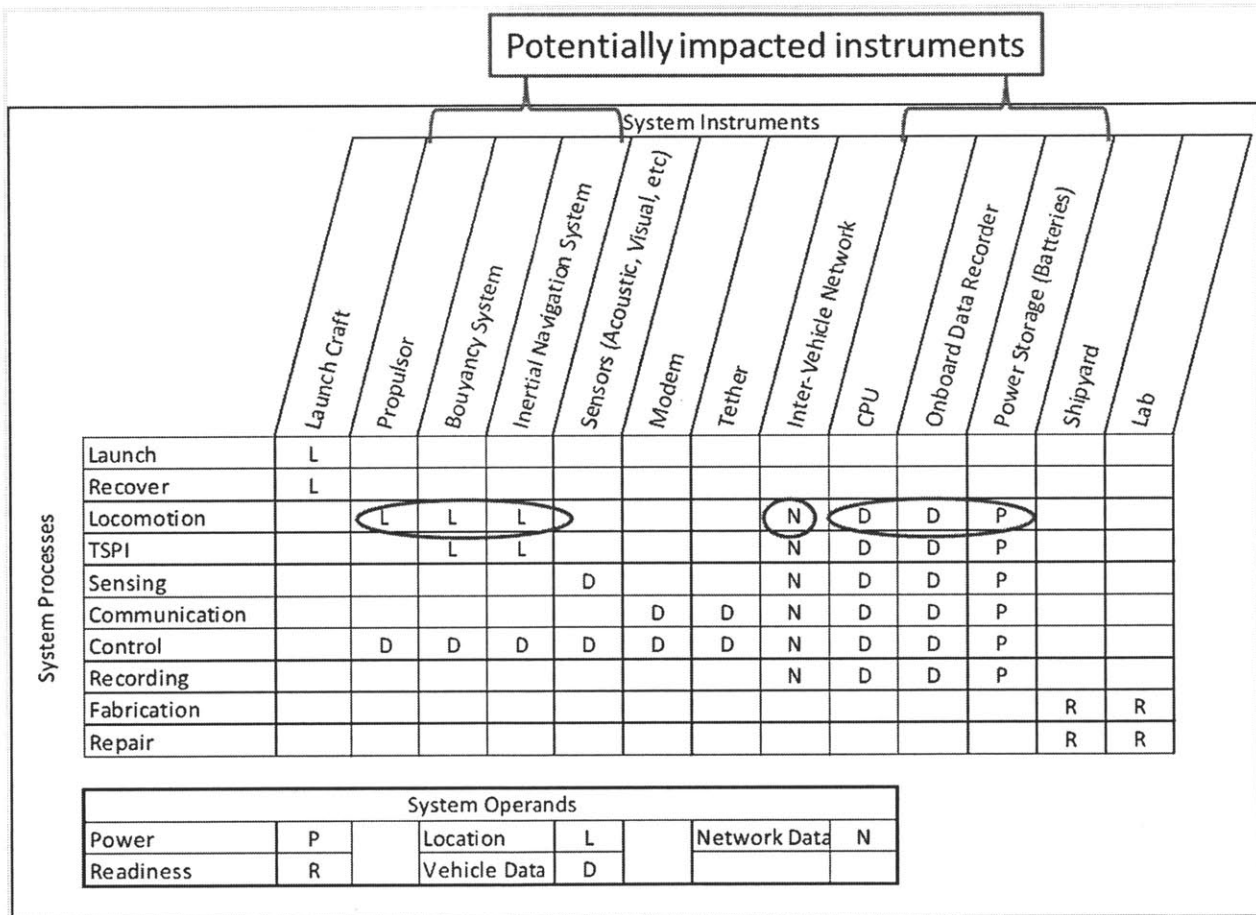 Potentially impacted instruments
System Instruments
Launch Craft
Propulsor
Bouyancy System
Inertial Navigation System
Sensors (Acoustic, Visual, etc)
Modem
Tether
Inter-Vehicle Network
CPU
Onboard Data Recorder
Power Storage (Batteries)
Shipyard
Lab
System Processes
Launch L
Recover L
Locomotion L L L N D D P
TSPI L L N D D P
Sensing D N D D P
Communication D D N D D P
Control D D D D D D N D D P
Recording N D D P
Fabrication R R
Repair R R
System Operands
Power P Location L Network Data N
Readiness R Vehicle Data D